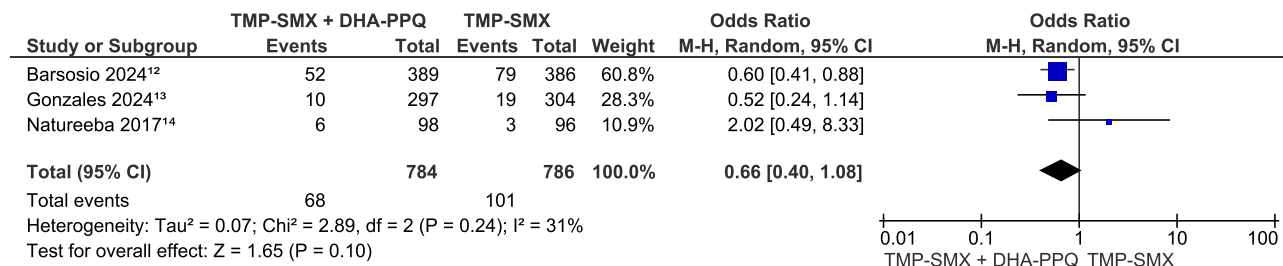 TMP-SMX + DHA-PPQ TMP-SMX Odds Ratio Odds Ratio
Study or Subgroup Events Total Events Total Weight M-H, Random, 95% CI M-H, Random, 95% CI
Barsosio 2024¹² 52 389 79 386 60.8% 0.60 [0.41, 0.88]
Gonzales 2024¹³ 10 297 19 304 28.3% 0.52 [0.24, 1.14]
Natureeba 2017¹⁴ 6 98 3 96 10.9% 2.02 [0.49, 8.33]
Total (95% CI) 784 786 100.0% 0.66 [0.40, 1.08]
Total events 68 101
Heterogeneity: Tau² = 0.07; Chi² = 2.89, df = 2 (P = 0.24); I² = 31%
Test for overall effect: Z = 1.65 (P = 0.10)
0.01 0.1 1 10 100
TMP-SMX + DHA-PPQ TMP-SMX